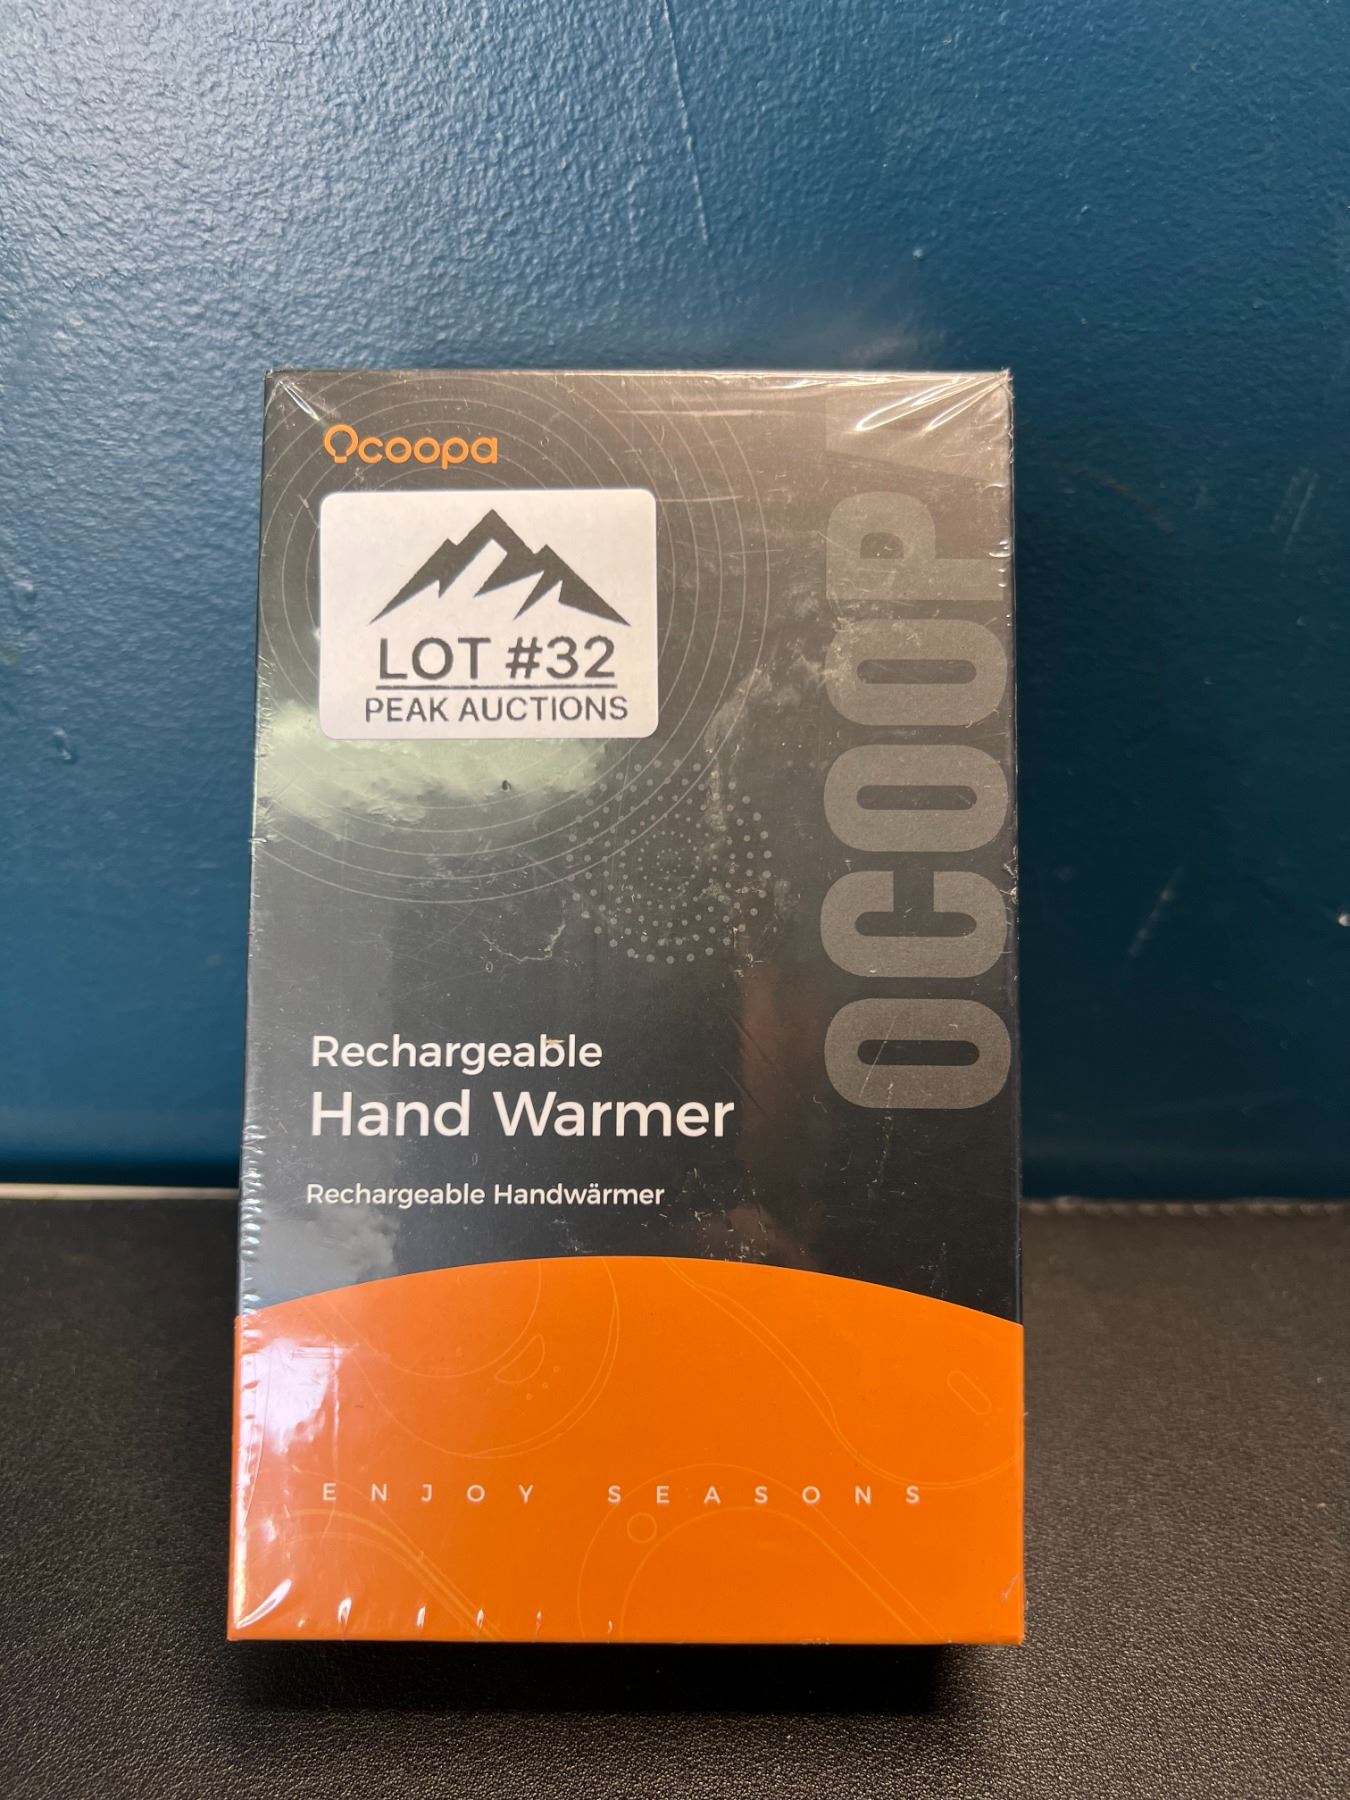 Ocoopa
LOT #32
PEAK AUCTIONS
OCOOPA
Rechargeable
Hand Warmer
Rechargeable Handwärmer
ENJOY SEASONS